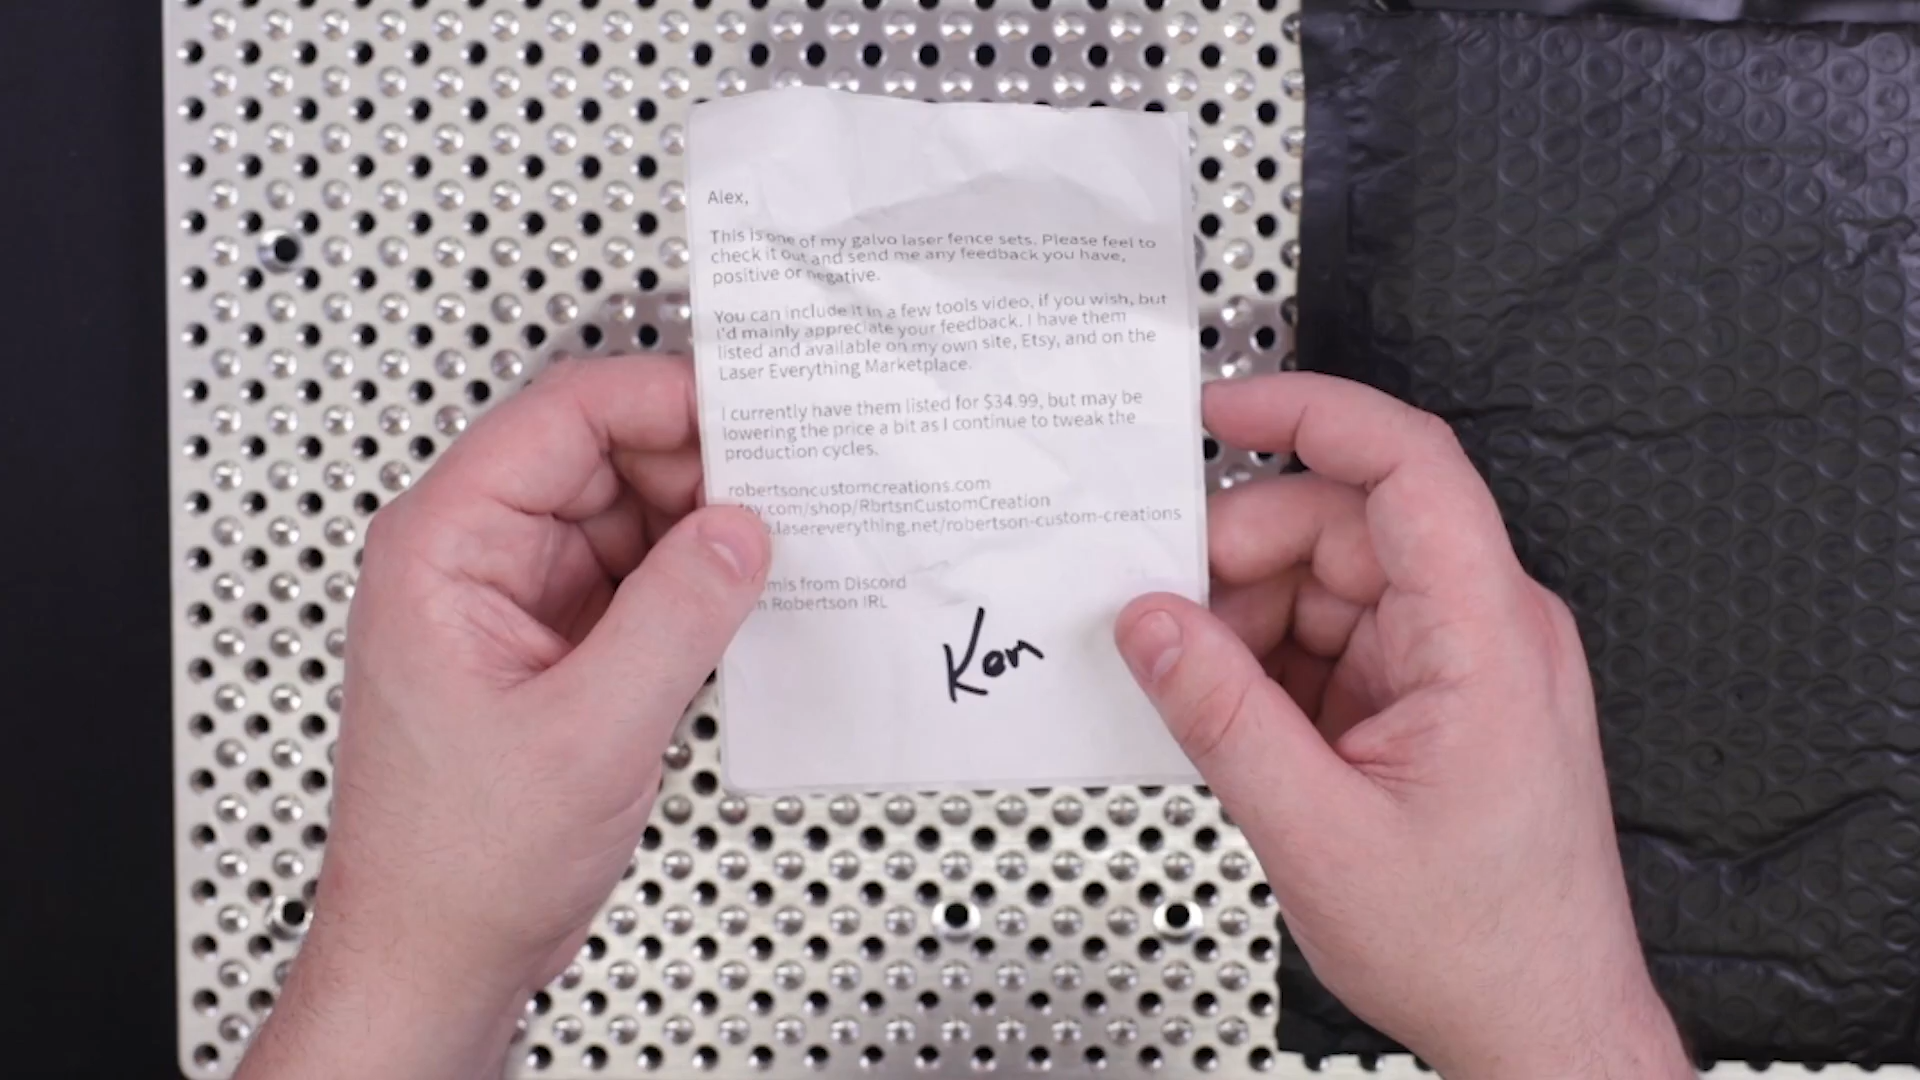 Alex,
This is one of my galvo laser fence sets. Please feel to
check it out and send me any feedback you have,
positive or negative.
You can include it in a few tools video, if you wish, but
I'd mainly appreciate your feedback. I have them
listed and available on my own site, Etsy, and on the
Laser Everything Marketplace.
I currently have them listed for $34.99, but may be
lowering the price a bit as I continue to tweak the
production cycles.
robertsoncustomcreations.com
sy.com/shop/RbrtsnCustomCreation
.lasereverything.net/robertson-custom-creations
mis from Discord
n Robertson IRL
Ken